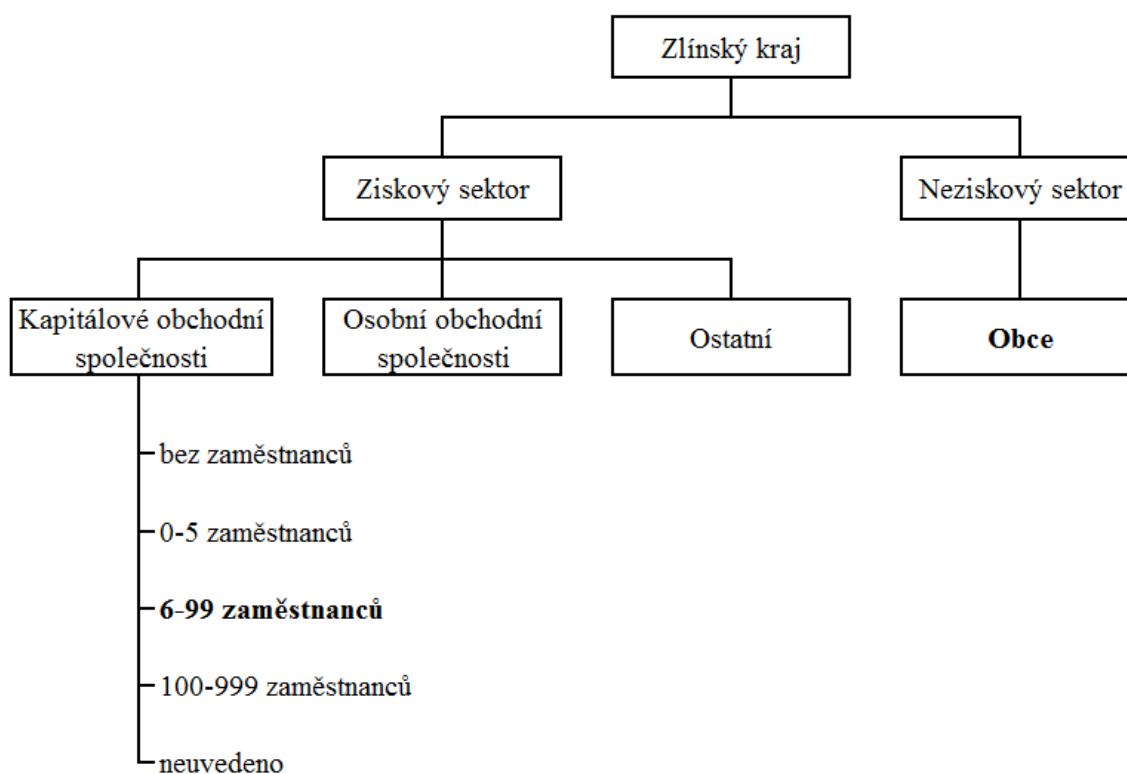 Zlínský kraj
Ziskový sektor
Neziskový sektor
Kapitálové obchodní
společnosti
Osobní obchodní
společnosti
Ostatní
Obce
bez zaměstnanců
0-5 zaměstnanců
6-99 zaměstnanců
100-999 zaměstnanců
neuvedeno